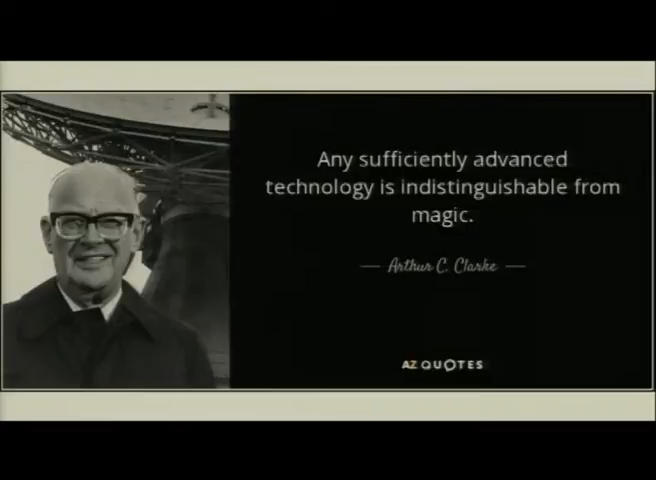 Any sufficiently advanced
technology is indistinguishable from
magic.
— Arthur C. Clarke —
AZ QUOTES